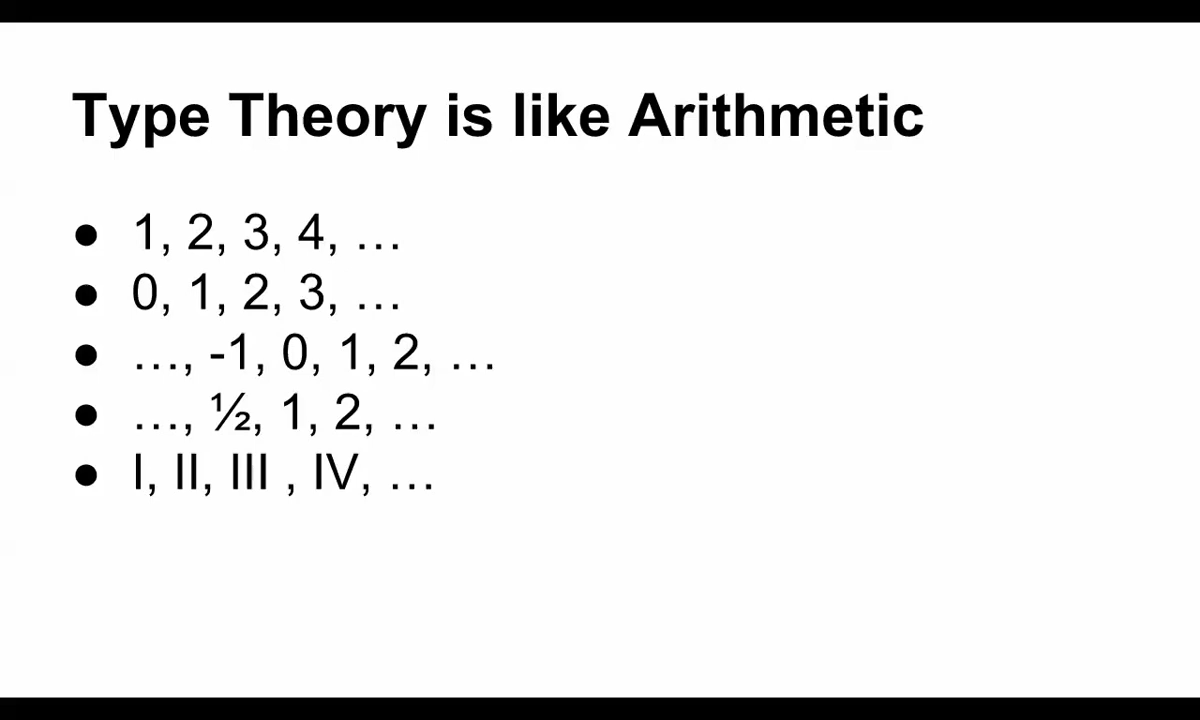 Type Theory is like Arithmetic
● 1, 2, 3, 4, …
● 0, 1, 2, 3, …
● …, -1, 0, 1, 2, …
● …, ½, 1, 2, …
● I, II, III , IV, …